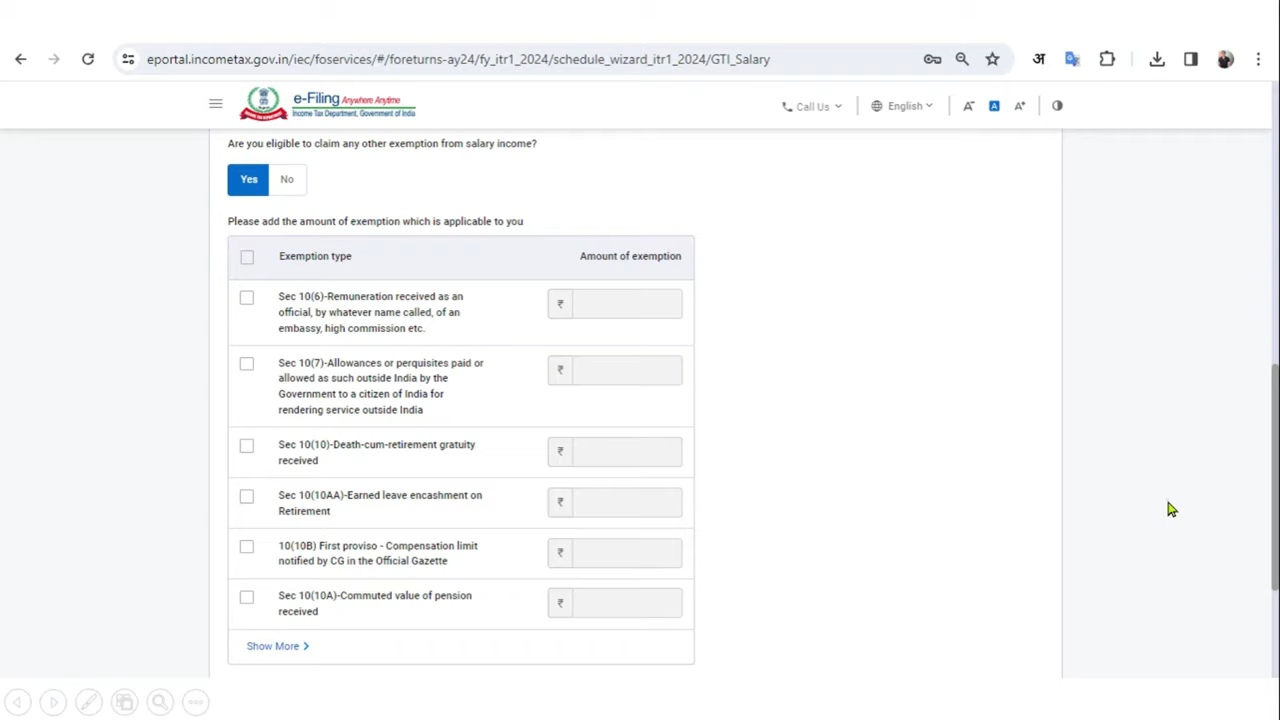 eportal.incometax.gov.in/iec/foservices/#/foreturns-ay24/fy_itr1_2024/schedule_wizard_itr1_2024/GTI_Salary
अ
e-Filing Anywhere Anytime
Income Tax Department, Government of India
Call Us
English
A-
A
A+
Are you eligible to claim any other exemption from salary income?
Yes
No
Please add the amount of exemption which is applicable to you
Exemption type
Amount of exemption
Sec 10(6)-Remuneration received as an
official, by whatever name called, of an
embassy, high commission etc.
₹
Sec 10(7)-Allowances or perquisites paid or
allowed as such outside India by the
Government to a citizen of India for
rendering service outside India
₹
Sec 10(10)-Death-cum-retirement gratuity
received
₹
Sec 10(10AA)-Earned leave encashment on
Retirement
₹
10(10B) First proviso - Compensation limit
notified by CG in the Official Gazette
₹
Sec 10(10A)-Commuted value of pension
received
₹
Show More